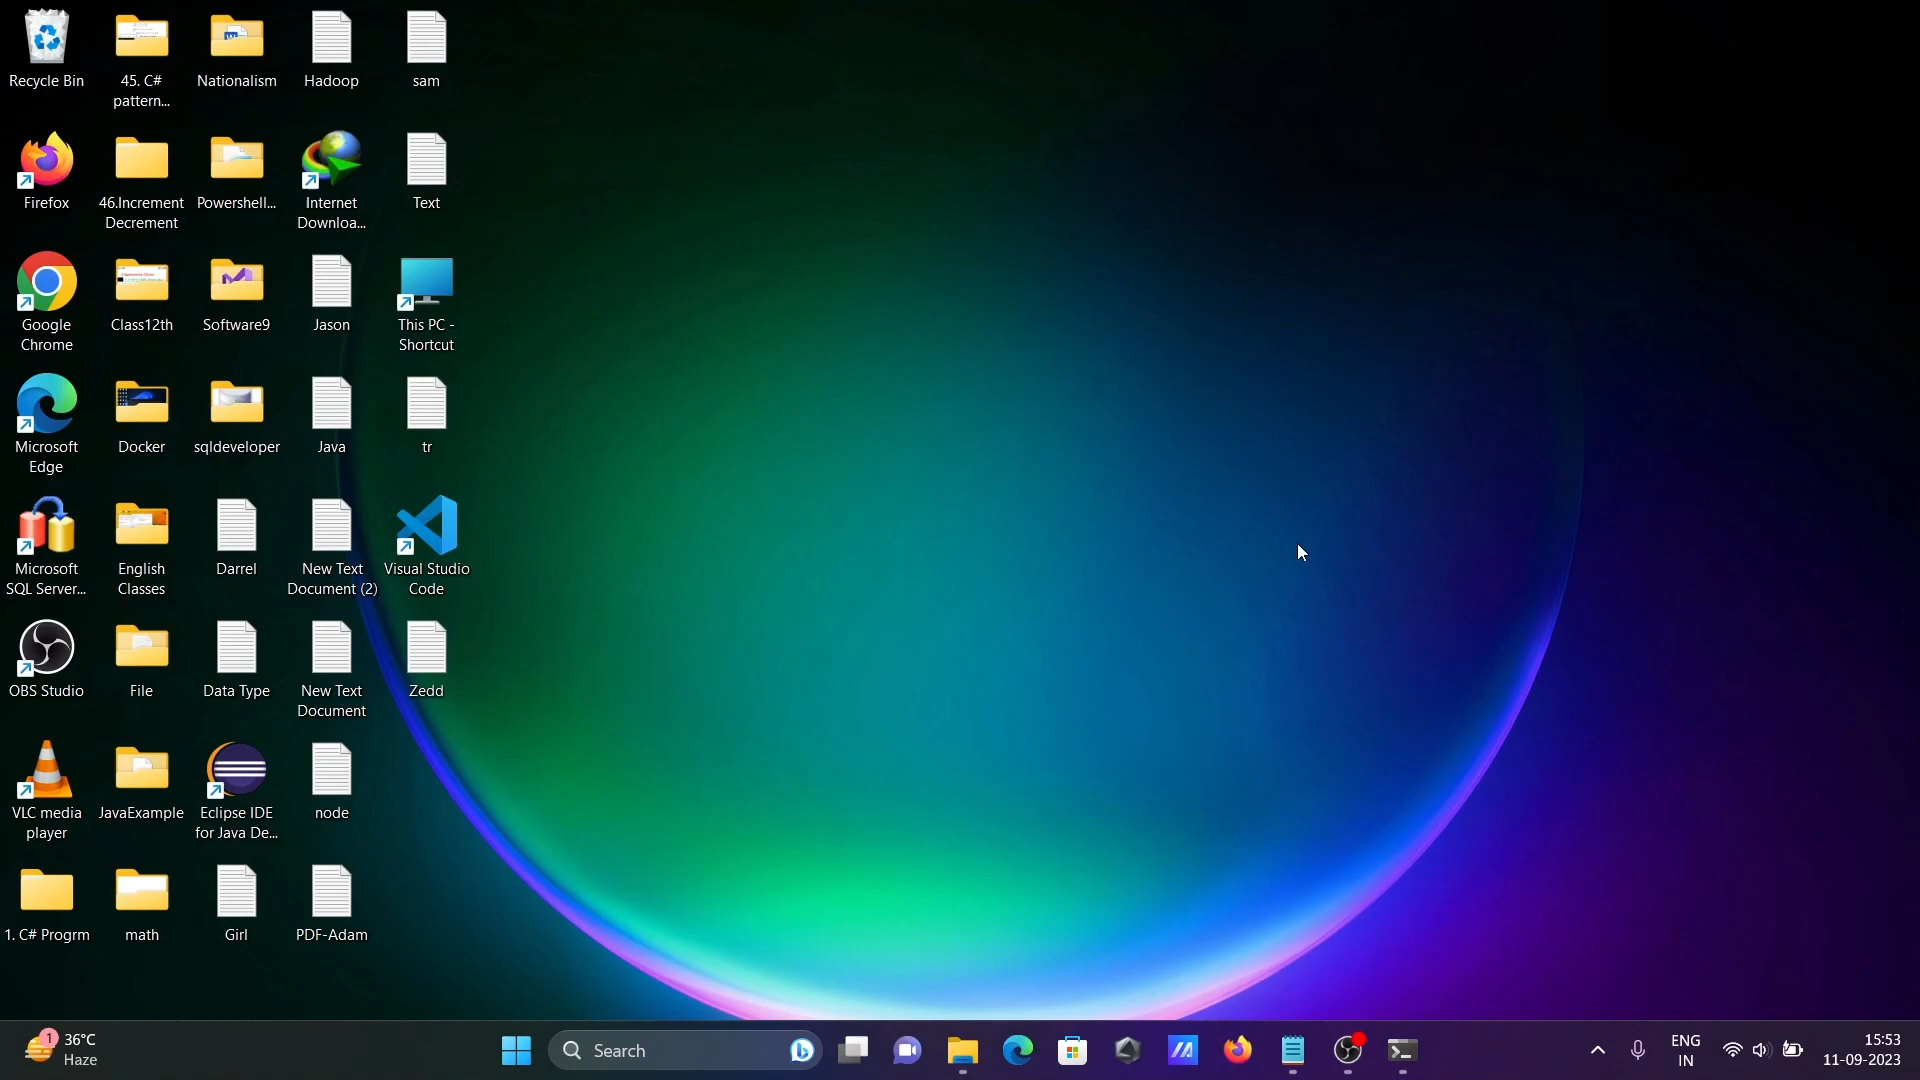 Recycle Bin
45. C#
pattern...
Nationalism
Hadoop
sam
Firefox
46.Increment
Decrement
Powershell...
Internet
Downloa...
Text
Google
Chrome
Class12th
Software9
Jason
This PC -
Shortcut
Microsoft
Edge
Docker
sqldeveloper
Java
tr
Microsoft
SQL Server...
English
Classes
Darrel
New Text
Document (2)
Visual Studio
Code
OBS Studio
File
Data Type
New Text
Document
Zedd
VLC media
player
JavaExample
Eclipse IDE
for Java De...
node
1. C# Progrm
math
Girl
PDF-Adam
1
36°C
Haze
Search
ENG
IN
15:53
11-09-2023